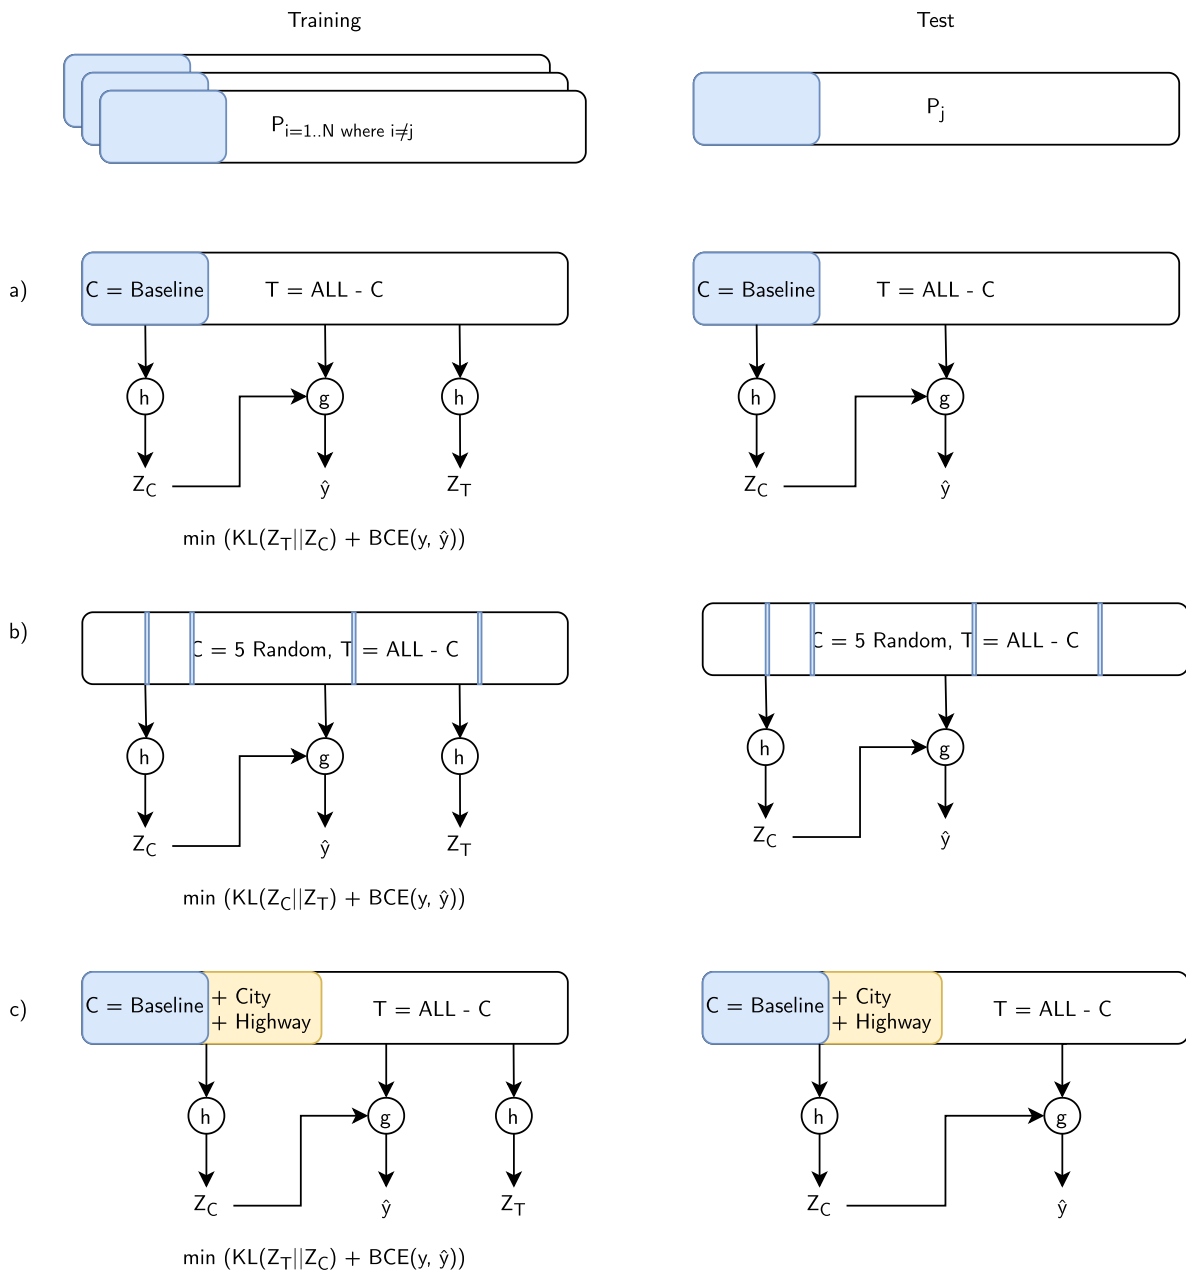 Training
Test
P_i=1..N where i≠j
P_j
a)
C = Baseline
T = ALL - C
C = Baseline
T = ALL - C
h
g
h
h
g
Z_C
ŷ
Z_T
Z_C
ŷ
min (KL(Z_T||Z_C) + BCE(y, ŷ))
b)
C = 5 Random, T = ALL - C
C = 5 Random, T = ALL - C
h
g
h
h
g
Z_C
ŷ
Z_T
Z_C
ŷ
min (KL(Z_C||Z_T) + BCE(y, ŷ))
c)
C = Baseline
+ City
+ Highway
T = ALL - C
C = Baseline
+ City
+ Highway
T = ALL - C
h
g
h
h
g
Z_C
ŷ
Z_T
Z_C
ŷ
min (KL(Z_T||Z_C) + BCE(y, ŷ))